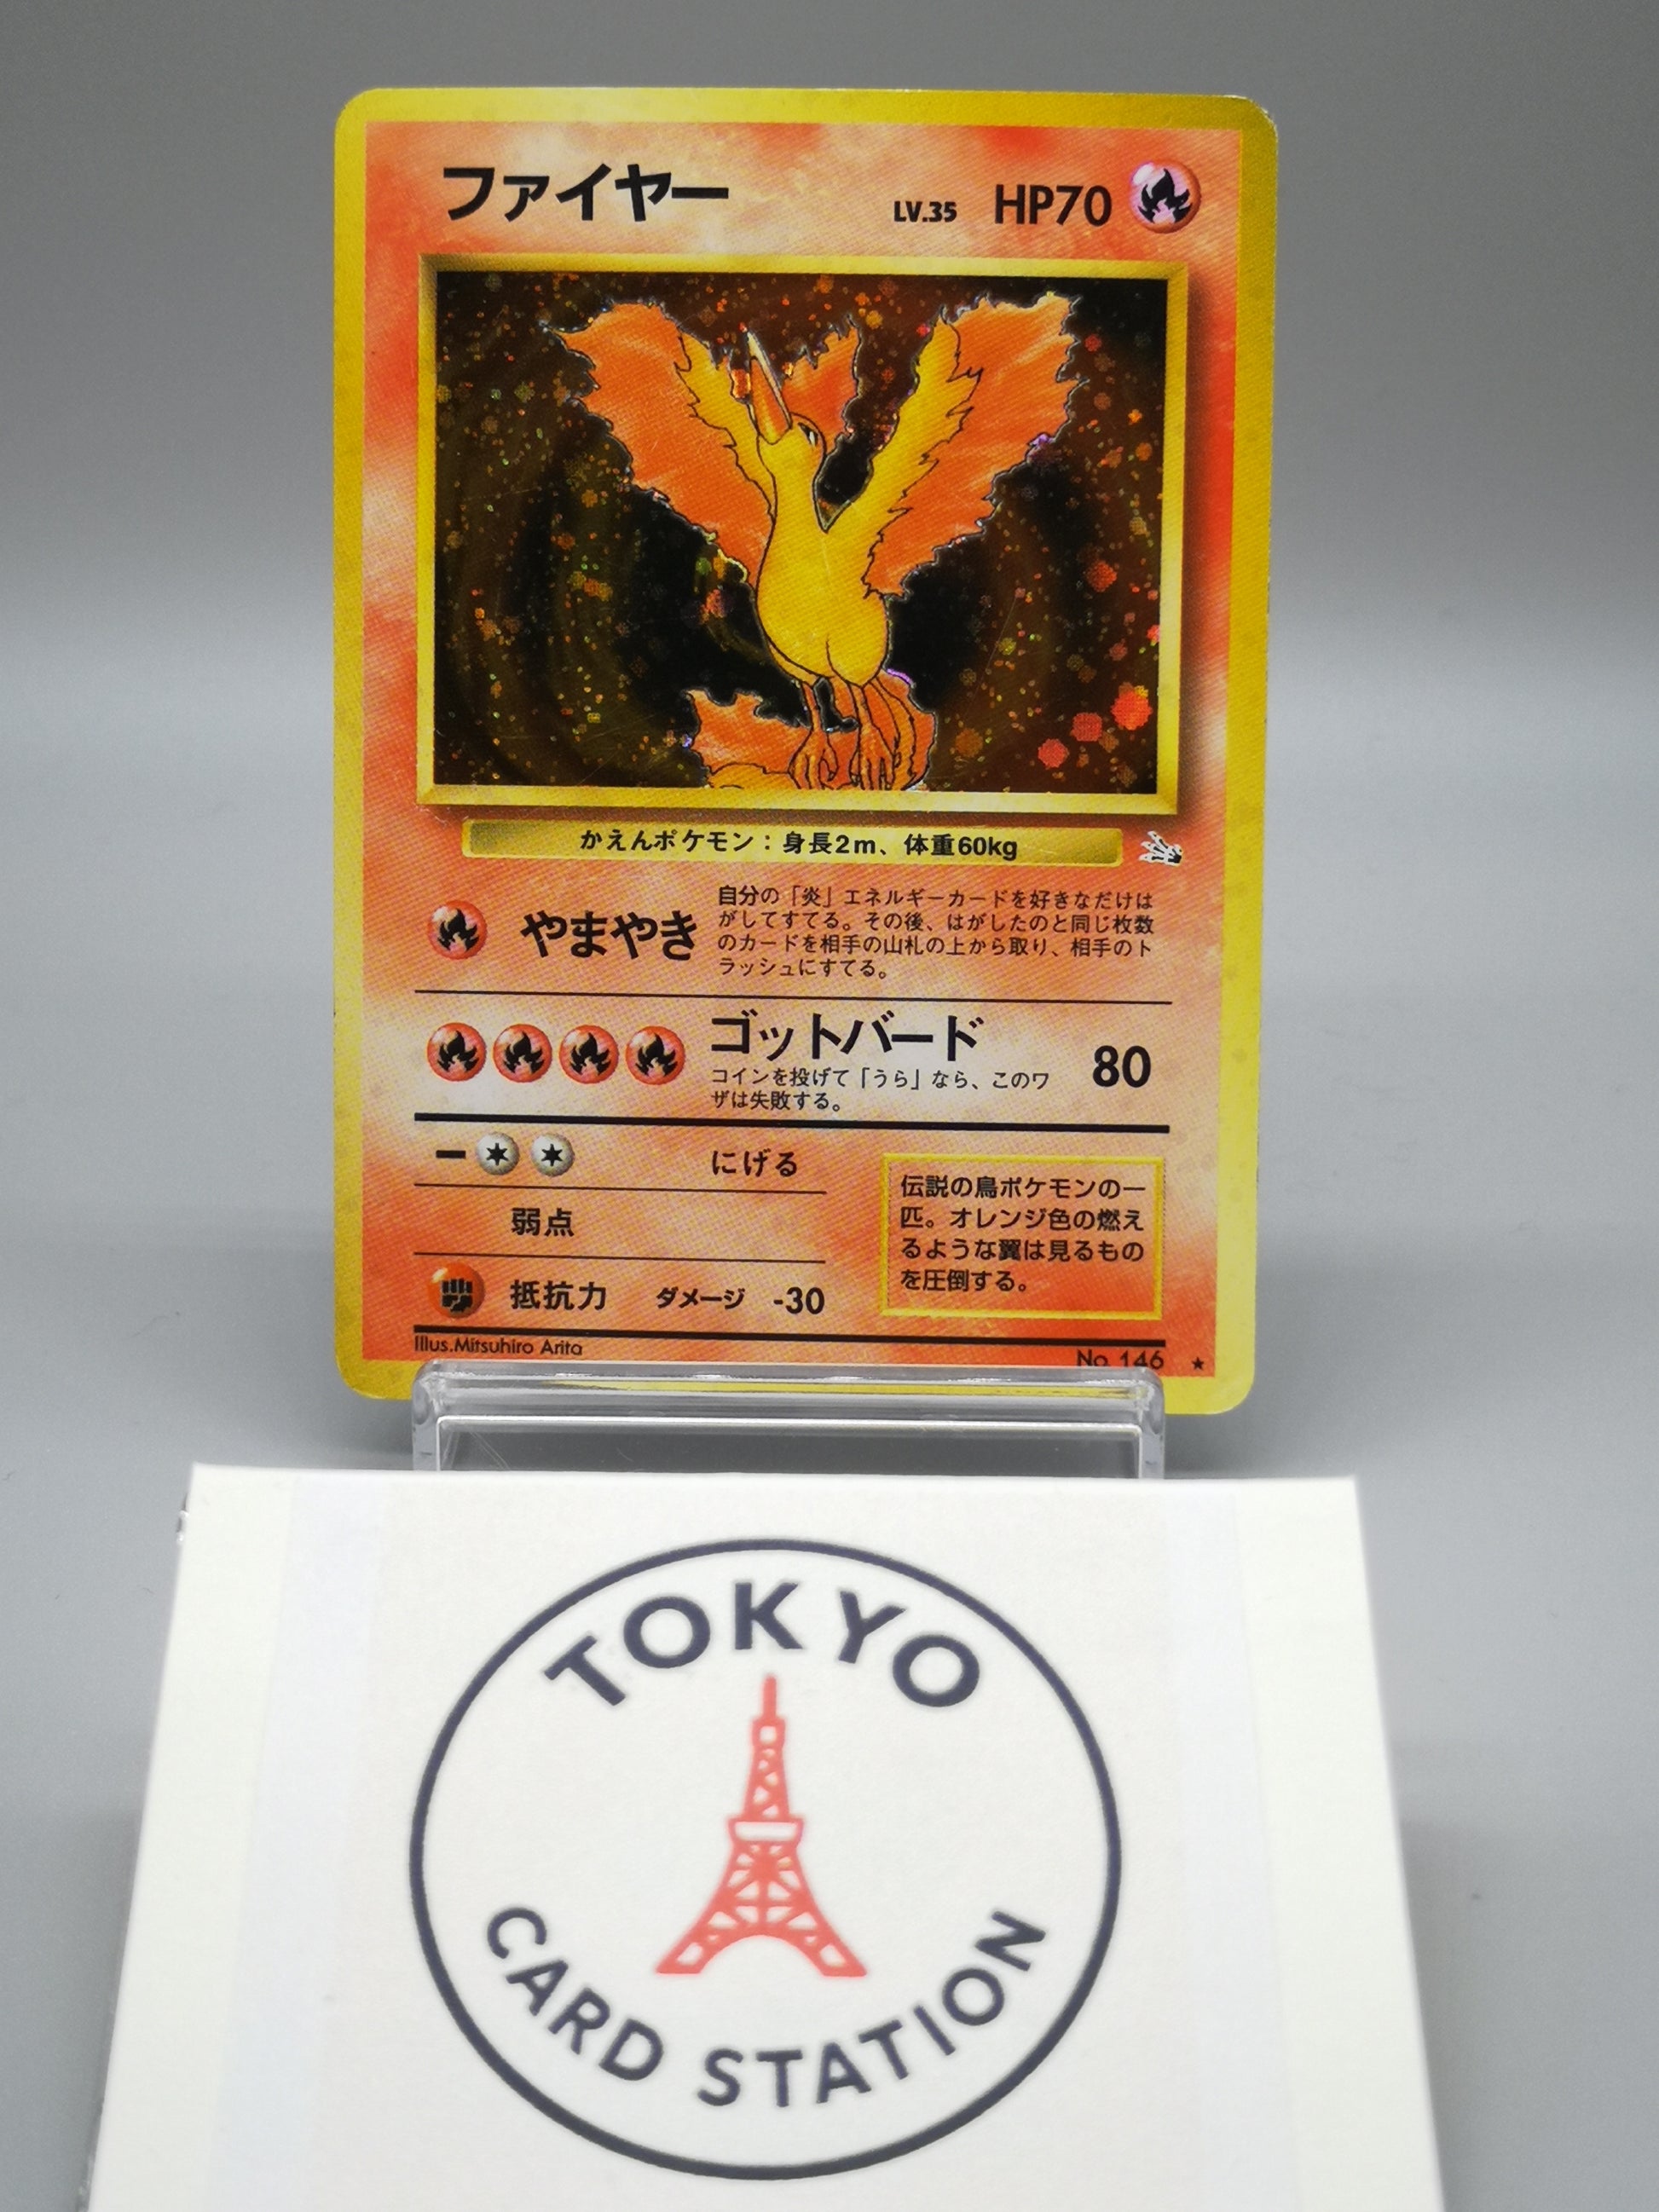 ファイヤー LV.35 HP70
かえんポケモン：身長2m、体重60kg
やまやき
自分の「炎」エネルギーカードを好きなだけは
がしてすてる。その後、はがしたのと同じ枚数
のカードを相手の山札の上から取り、相手のト
ラッシュにすてる。
ゴットバード 80
コインを投げて「うら」なら、このワ
ザは失敗する。
ー にげる
弱点
抵抗力 ダメージ -30
伝説の鳥ポケモンの一
匹。オレンジ色の燃え
るような翼は見るもの
を圧倒する。
Illus.Mitsuhiro Arita
No. 146 ★
TOKYO
CARD STATION